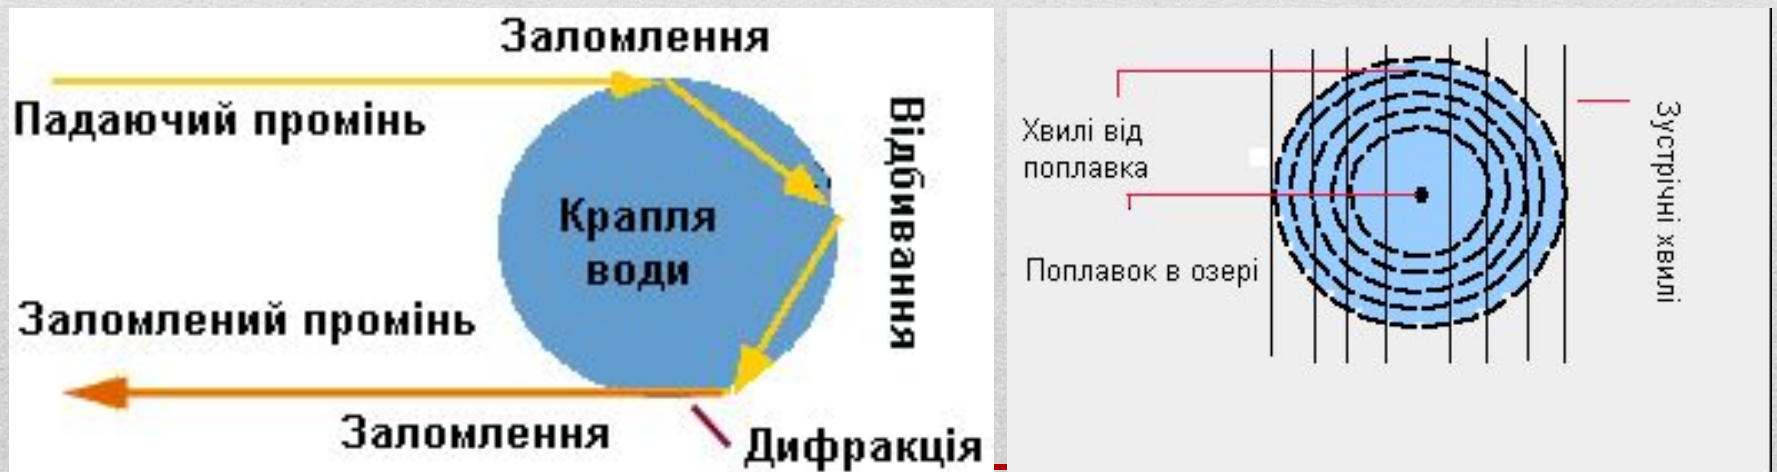 Заломлення
Падаючий промінь
Відбивання
Крапля
води
Заломлений промінь
Заломлення
Дифракція
Хвилі від
поплавка
Поплавок в озері
Зустрічні хвилі